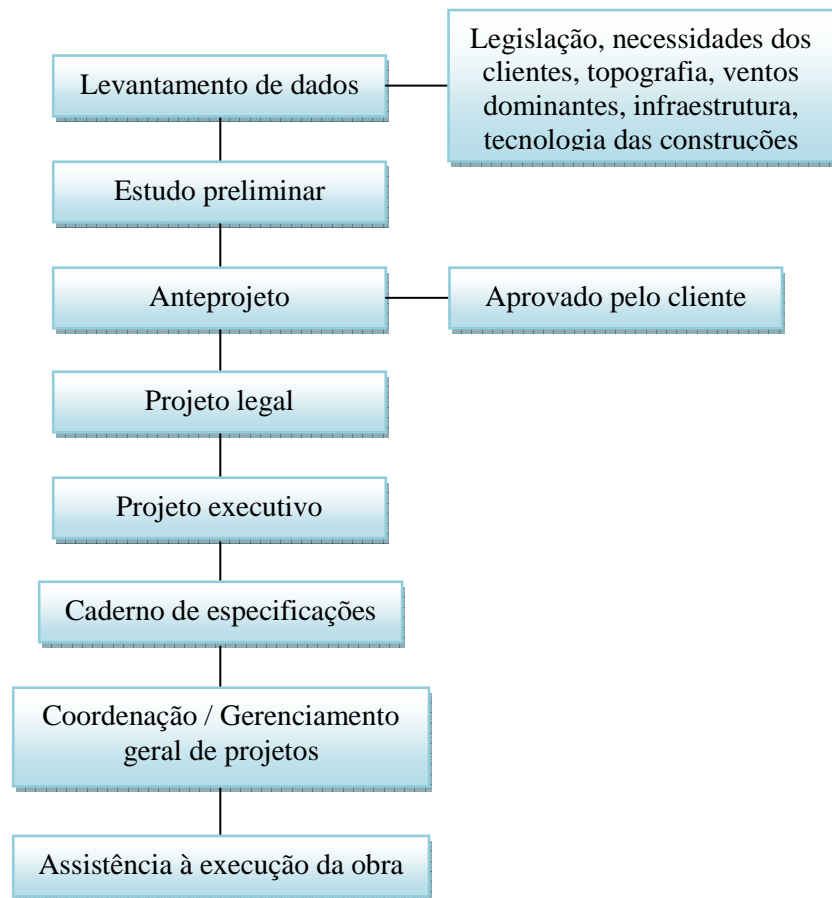 Levantamento de dados
Legislação, necessidades dos
clientes, topografia, ventos
dominantes, infraestrutura,
tecnologia das construções
Estudo preliminar
Anteprojeto
Aprovado pelo cliente
Projeto legal
Projeto executivo
Caderno de especificações
Coordenação / Gerenciamento
geral de projetos
Assistência à execução da obra